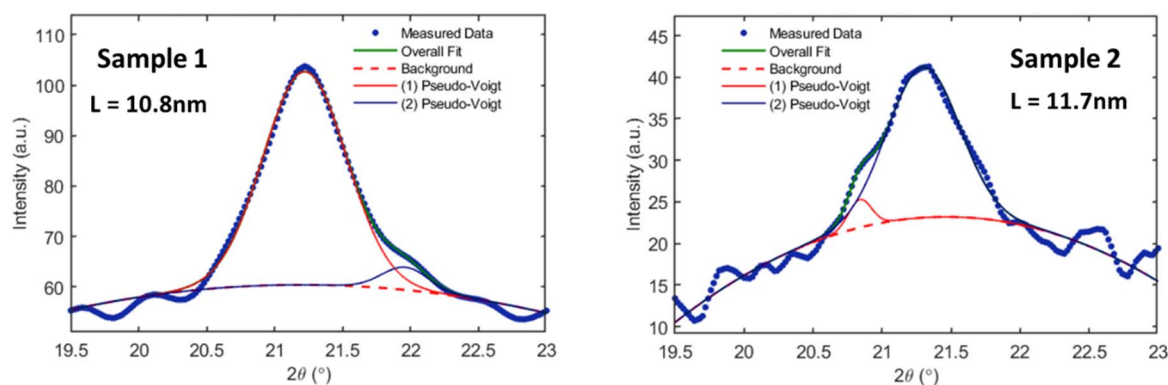 Sample 1
L = 10.8nm
Measured Data
Overall Fit
Background
(1) Pseudo-Voigt
(2) Pseudo-Voigt
Intensity (a.u.)
110
100
90
80
70
60
19.5 20 20.5 21 21.5 22 22.5 23
2θ (°)
Measured Data
Overall Fit
Background
(1) Pseudo-Voigt
(2) Pseudo-Voigt
Sample 2
L = 11.7nm
Intensity (a.u.)
45
40
35
30
25
20
15
10
19.5 20 20.5 21 21.5 22 22.5 23
2θ (°)